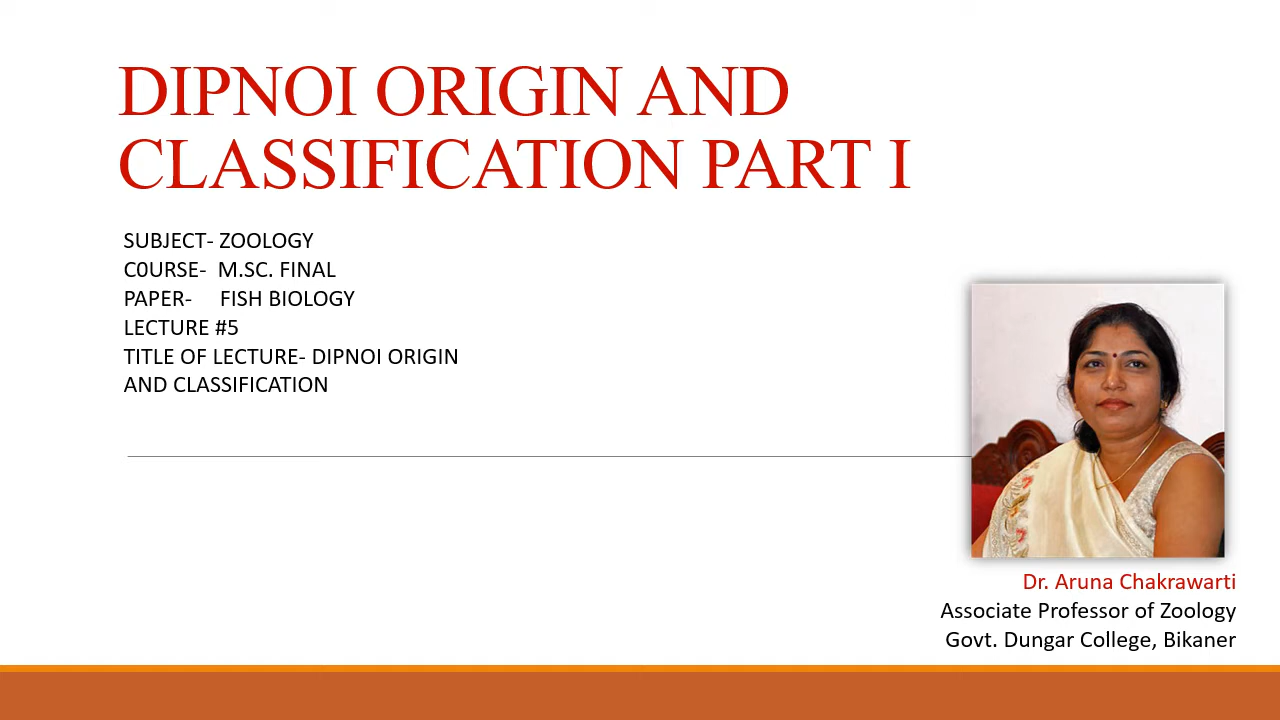 DIPNOI ORIGIN AND
CLASSIFICATION PART I
SUBJECT- ZOOLOGY
C0URSE- M.SC. FINAL
PAPER- FISH BIOLOGY
LECTURE #5
TITLE OF LECTURE- DIPNOI ORIGIN
AND CLASSIFICATION
Dr. Aruna Chakrawarti
Associate Professor of Zoology
Govt. Dungar College, Bikaner